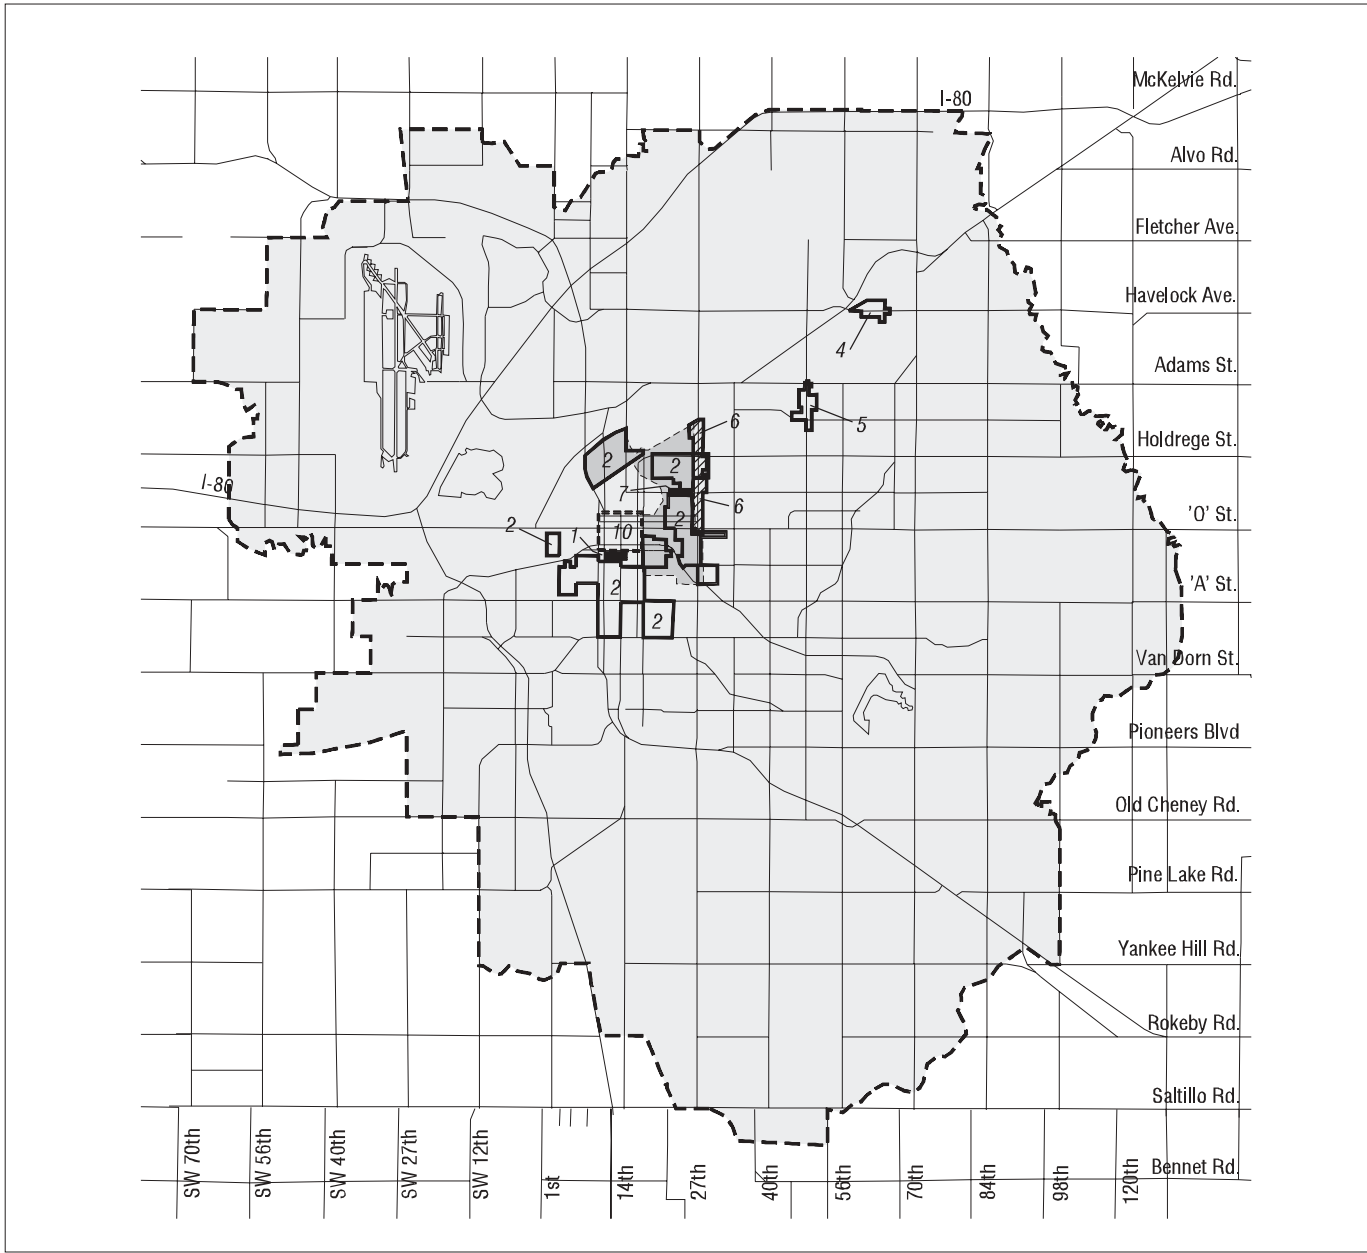 McKelvie Rd.
I-80
Alvo Rd.
Fletcher Ave.
Havelock Ave.
4
Adams St.
6
5
Holdrege St.
2
2
I-80
7
6
'O' St.
2
1
10
2
'A' St.
2
2
Van Dorn St.
Pioneers Blvd
Old Cheney Rd.
Pine Lake Rd.
Yankee Hill Rd.
Rokeby Rd.
Saltillo Rd.
Bennet Rd.
SW 70th
SW 56th
SW 40th
SW 27th
SW 12th
1st
14th
27th
40th
56th
70th
84th
98th
120th